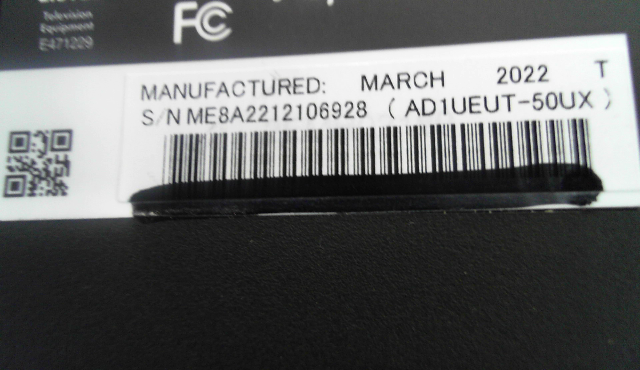 Television
Equipment
E471229
FC
MANUFACTURED: MARCH 2022 T
S/N ME8A2212106928 ( AD1UEUT-50UX )